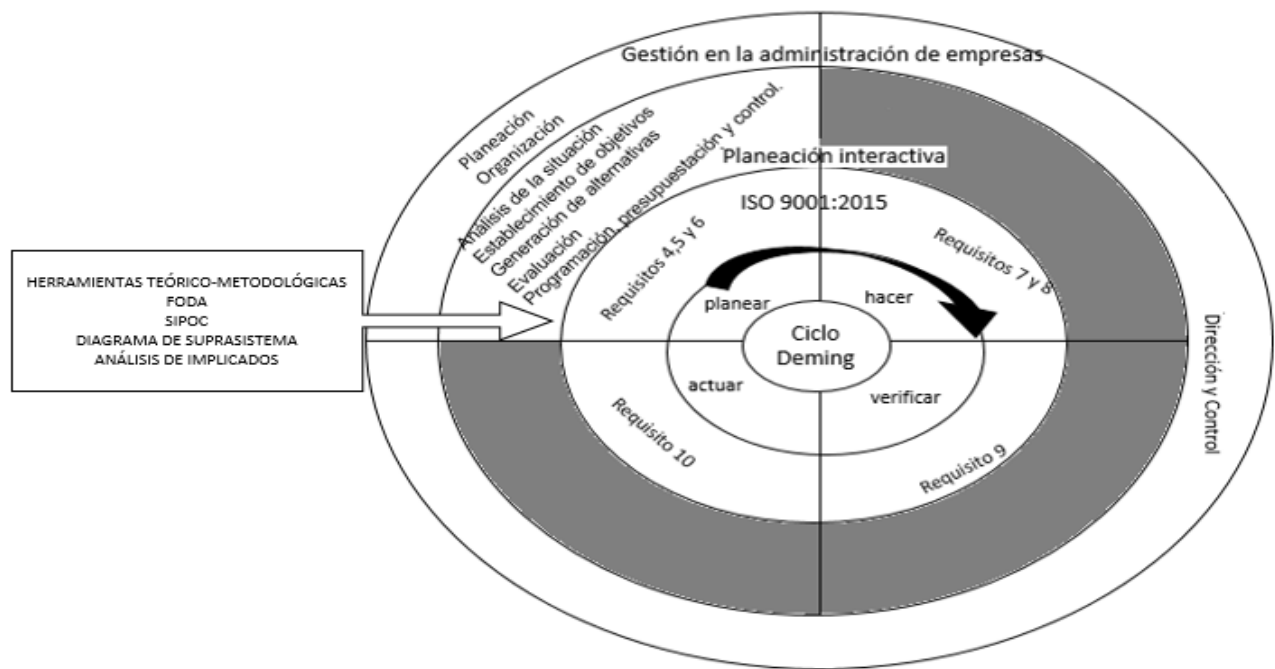 Gestión en la administración de empresas
Planeación
Organización
Análisis de la situación
Establecimiento de objetivos
Generación de alternativas
Evaluación
Programación, presupuestación y control.
Planeación interactiva
ISO 9001:2015
Requisitos 4,5 y 6
Requisitos 7 y 8
HERRAMIENTAS TEÓRICO-METODOLÓGICAS
FODA
SIPOC
DIAGRAMA DE SUPRASISTEMA
ANÁLISIS DE IMPLICADOS
planear
hacer
Ciclo
Deming
actuar
verificar
Requisito 10
Requisito 9
Dirección y Control